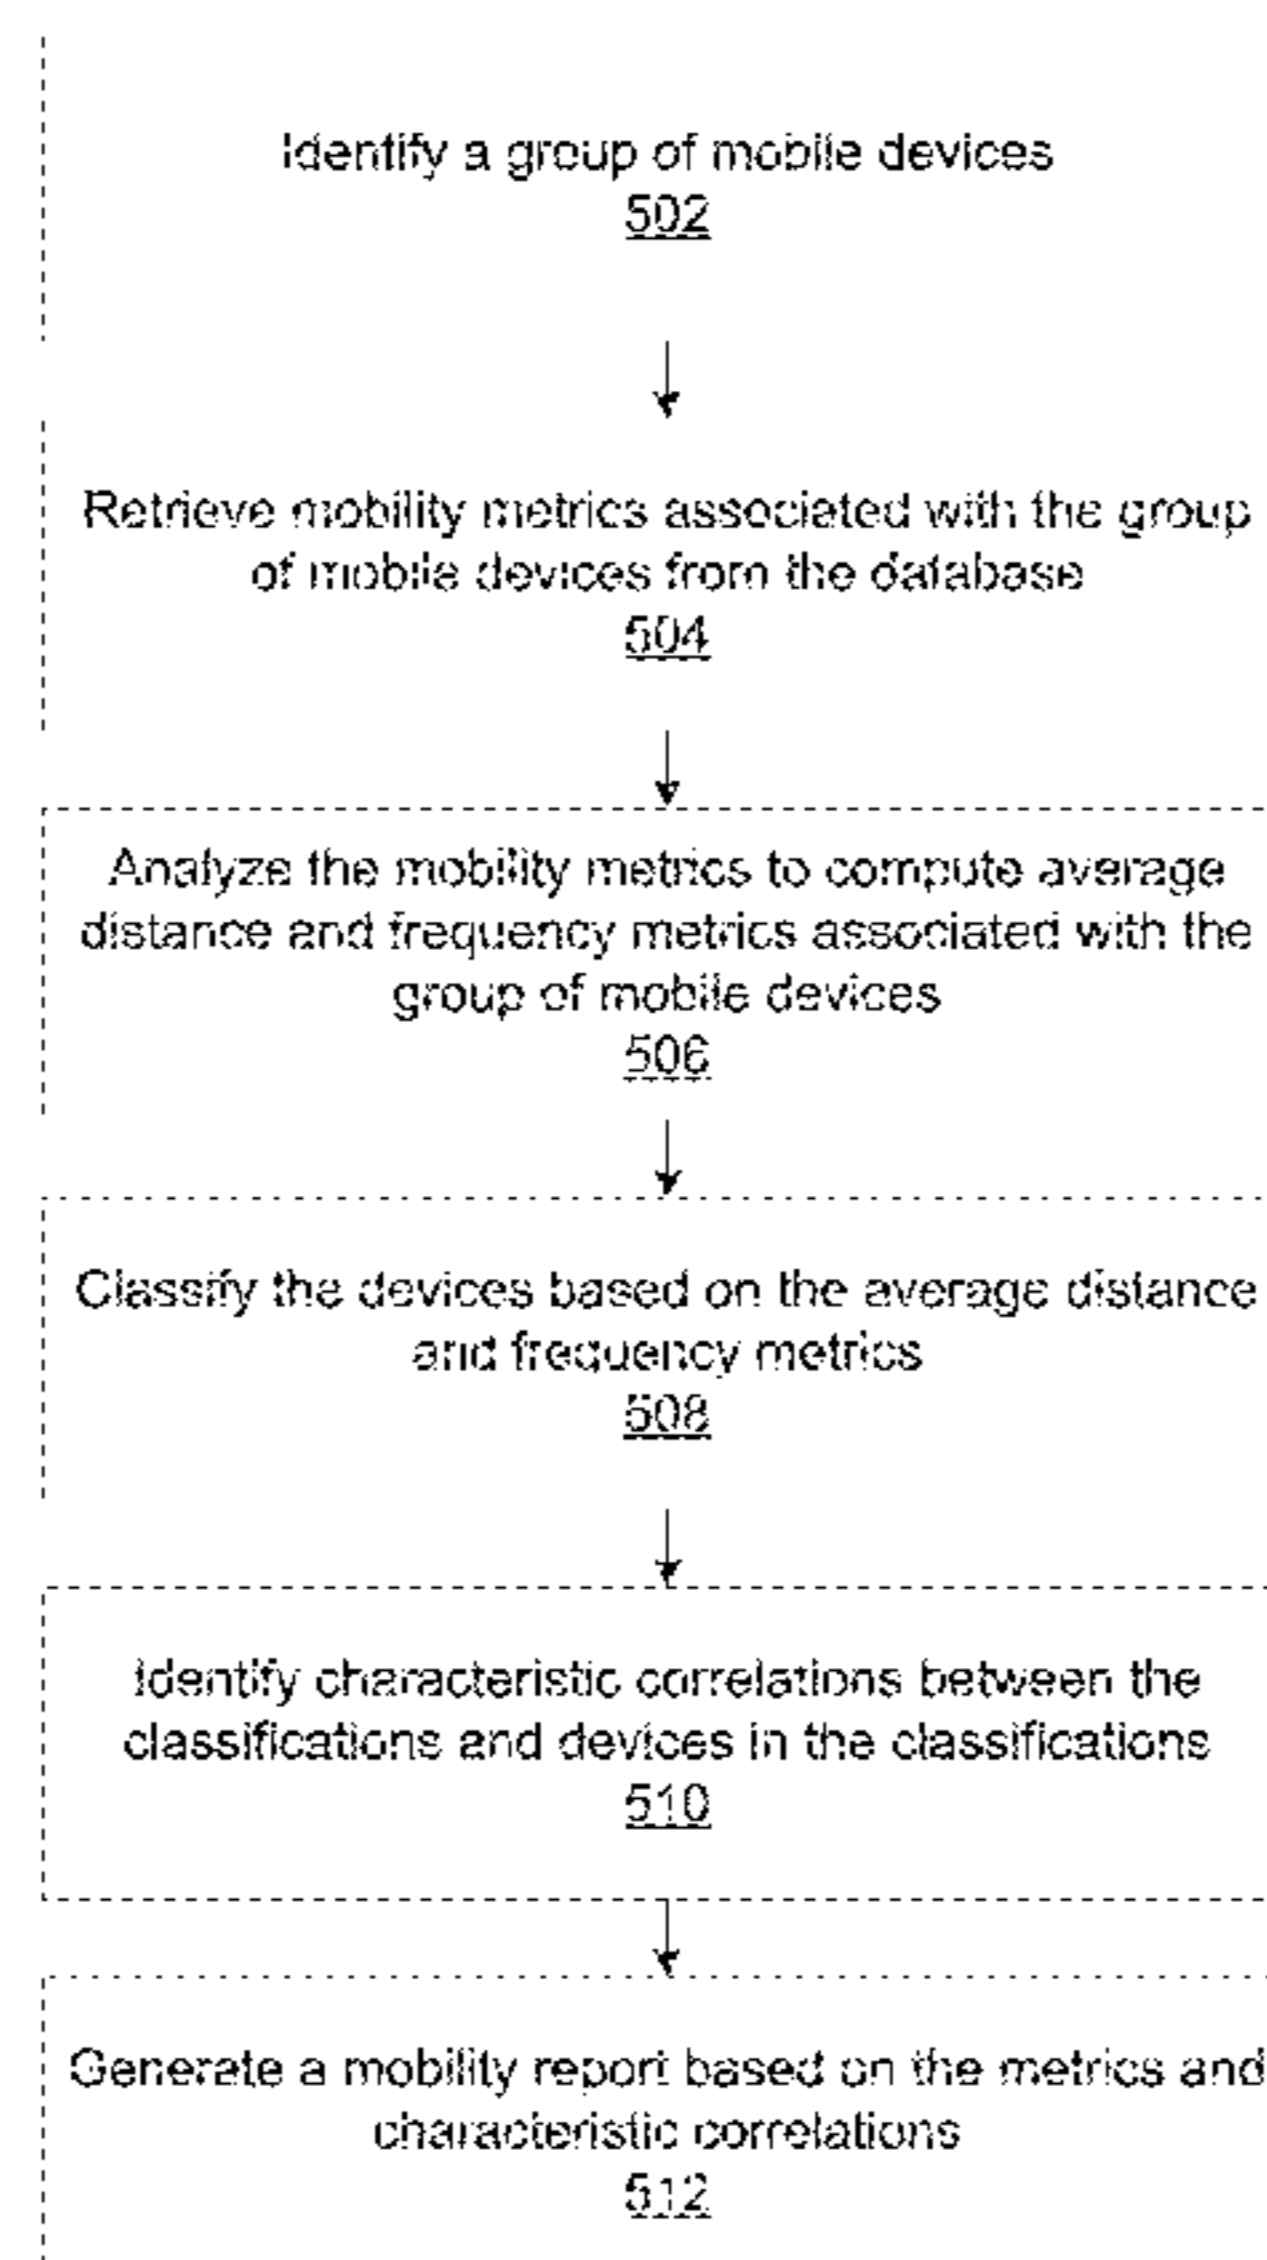 Identify a group of mobile devices
502
Retrieve mobility metrics associated with the group
of mobile devices from the database
504
Analyze the mobility metrics to compute average
distance and frequency metrics associated with the
group of mobile devices
506
Classify the devices based on the average distance
and frequency metrics
508
Identify characteristic correlations between the
classifications and devices in the classifications
510
Generate a mobility report based on the metrics and
characteristic correlations
512